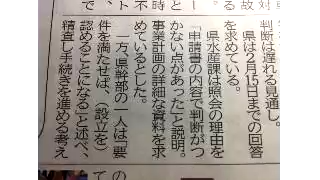 判断は遅れる見通し。
県は2月15日までの回答
を求めている。
県水産課は照会の理由を
「申請書の内容で判断がつ
かない点があった」と説明。
事業計画の詳細な資料を求
めているとした。
一方、県幹部の一人は「要
件を満たせば、（設立を）
認めることになる」と述べ、
精査し手続きを進める考え